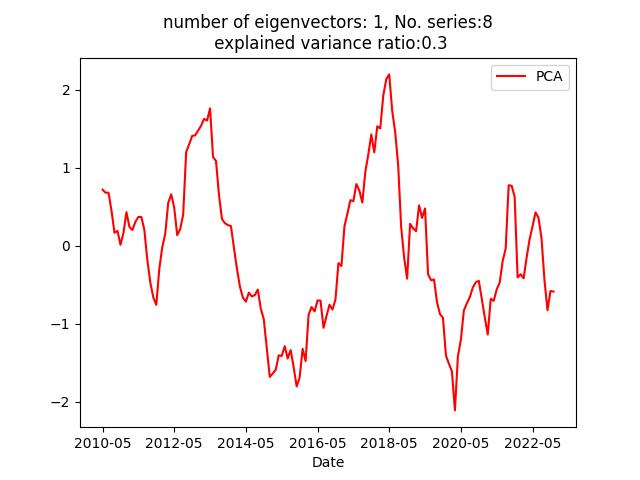 number of eigenvectors: 1, No. series:8
explained variance ratio:0.3
PCA
2
1
0
−1
−2
2010-05 2012-05 2014-05 2016-05 2018-05 2020-05 2022-05
Date